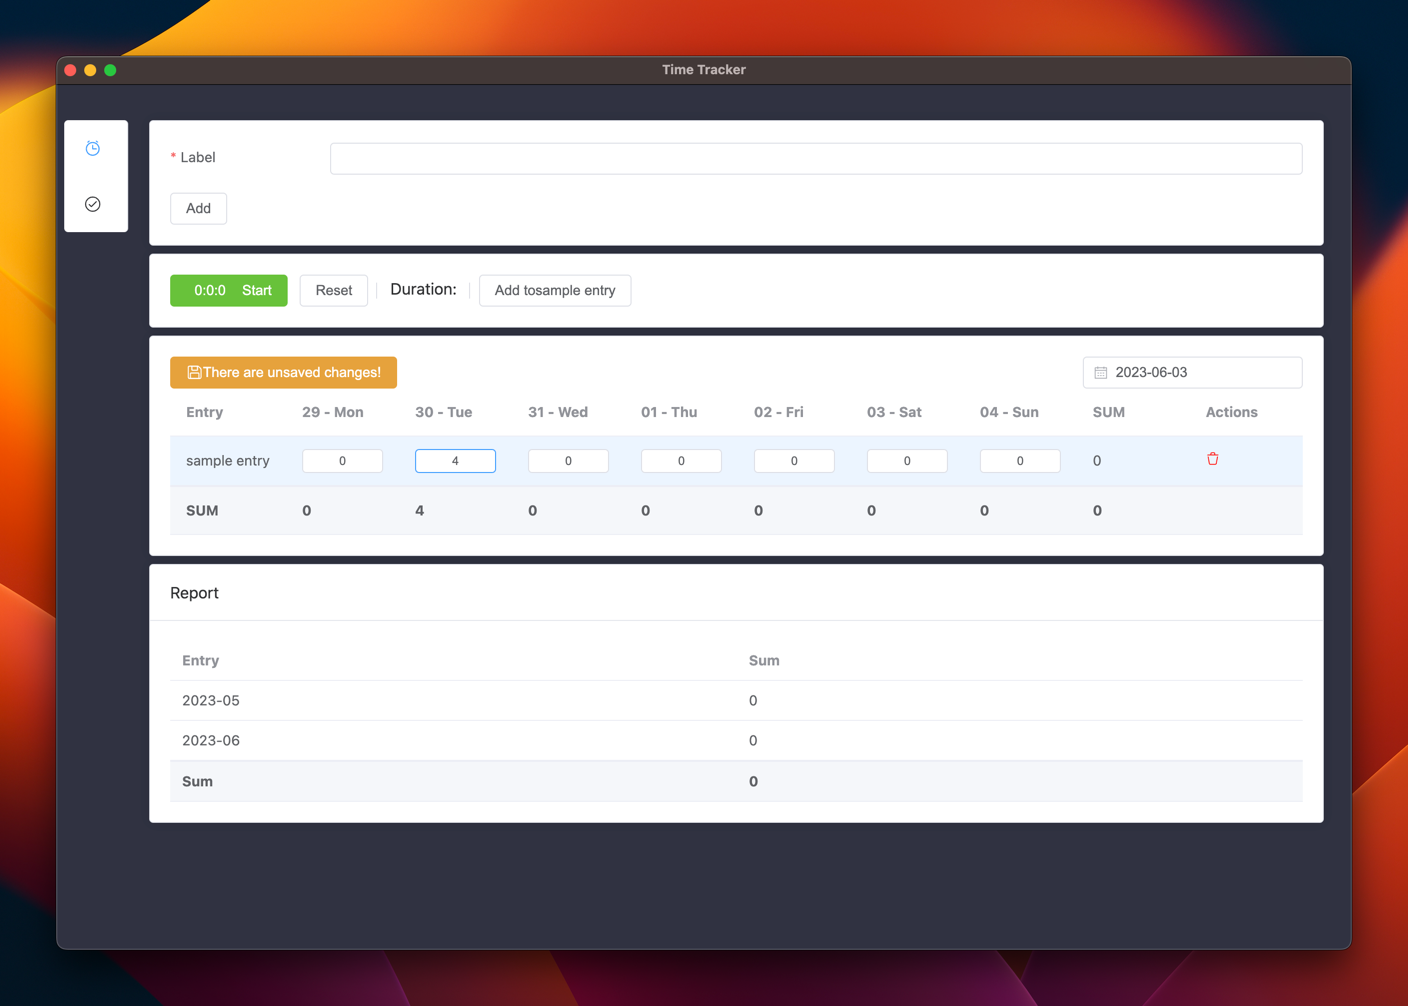 Time Tracker
* Label
Add
0:0:0 Start Reset Duration: Add tosample entry
There are unsaved changes! 2023-06-03
Entry 29 - Mon 30 - Tue 31 - Wed 01 - Thu 02 - Fri 03 - Sat 04 - Sun SUM Actions
sample entry 0 4 0 0 0 0 0 0
SUM 0 4 0 0 0 0 0 0
Report
Entry Sum
2023-05 0
2023-06 0
Sum 0